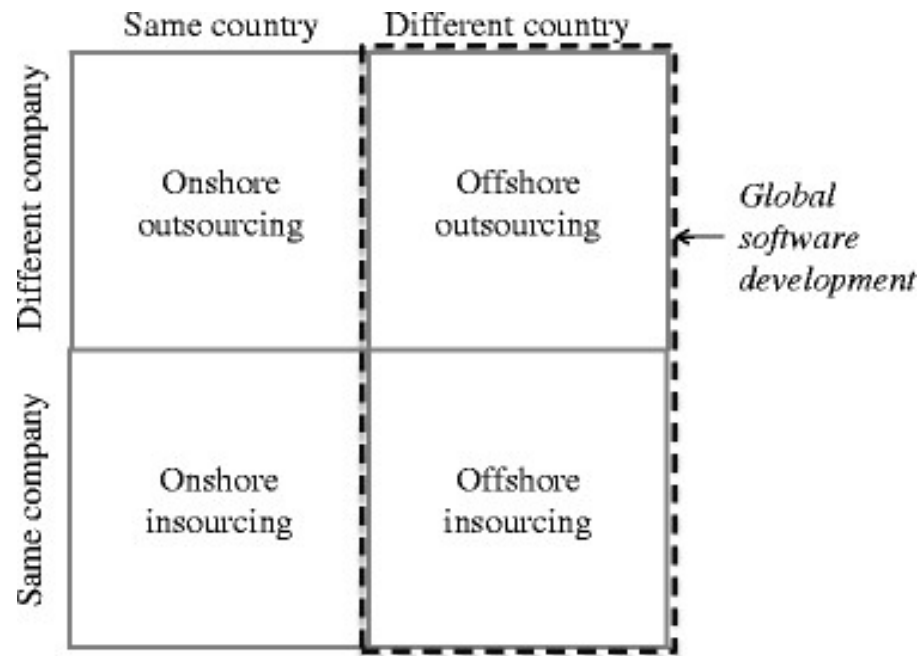 Same country
Different country
Different company
Onshore
outsourcing
Offshore
outsourcing
Global
software
development
Same company
Onshore
insourcing
Offshore
insourcing